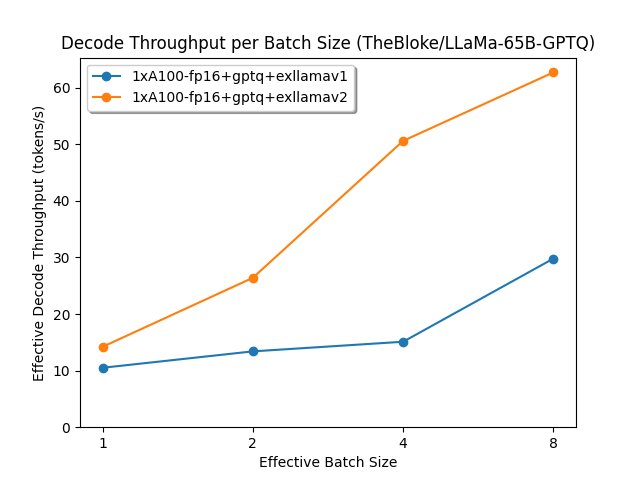 Decode Throughput per Batch Size (TheBloke/LLaMa-65B-GPTQ)
1xA100-fp16+gptq+exllamav1
1xA100-fp16+gptq+exllamav2
Effective Decode Throughput (tokens/s)
60
50
40
30
20
10
0
1 2 4 8
Effective Batch Size